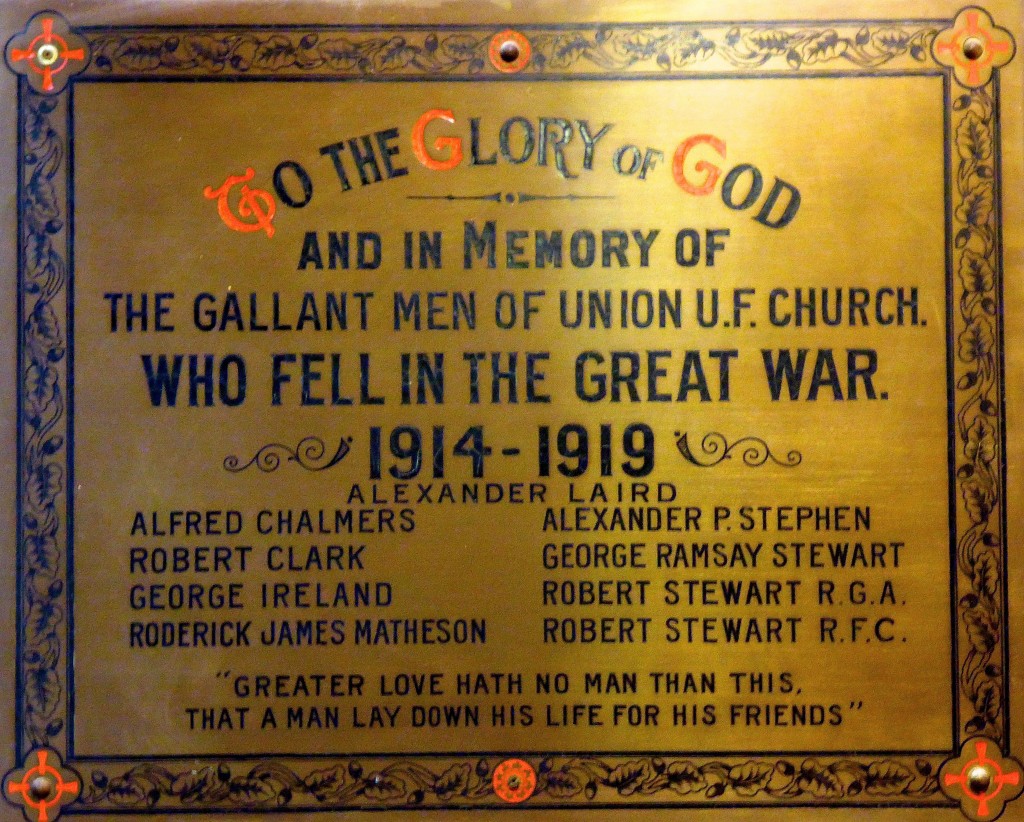 TO THE GLORY OF GOD
AND IN MEMORY OF
THE GALLANT MEN OF UNION U.F. CHURCH.
WHO FELL IN THE GREAT WAR.
1914-1919
ALEXANDER LAIRD
ALFRED CHALMERS
ROBERT CLARK
GEORGE IRELAND
RODERICK JAMES MATHESON
ALEXANDER P. STEPHEN
GEORGE RAMSAY STEWART
ROBERT STEWART R.G.A.
ROBERT STEWART R.F.C.
"GREATER LOVE HATH NO MAN THAN THIS,
THAT A MAN LAY DOWN HIS LIFE FOR HIS FRIENDS"